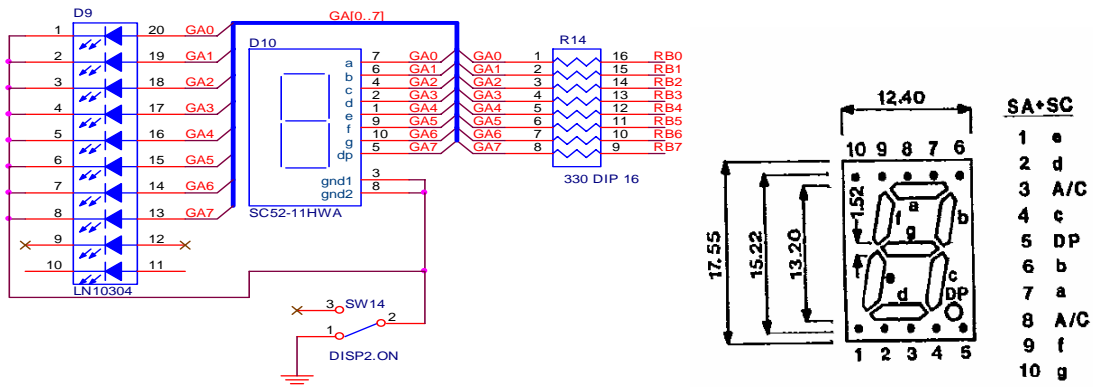 D9
1 20 GA0
2 19 GA1
3 18 GA2
4 17 GA3
5 16 GA4
6 15 GA5
7 14 GA6
8 13 GA7
9 12
10 11
LN10304
GA[0..7]
D10
a 7 GA0
b 6 GA1
c 4 GA2
d 2 GA3
e 1 GA4
f 9 GA5
g 10 GA6
dp 5 GA7
gnd1 3
gnd2 8
SC52-11HWA
R14
GA0 1 16 RB0
GA1 2 15 RB1
GA2 3 14 RB2
GA3 4 13 RB3
GA4 5 12 RB4
GA5 6 11 RB5
GA6 7 10 RB6
GA7 8 9 RB7
330 DIP 16
3 SW14
1 2
DISP2.ON
12.40
10 9 8 7 6
17.55
15.22
13.20
1.52
a
f b
g
e c
d DP
1 2 3 4 5
SA+SC
1 e
2 d
3 A/C
4 c
5 DP
6 b
7 a
8 A/C
9 f
10 g